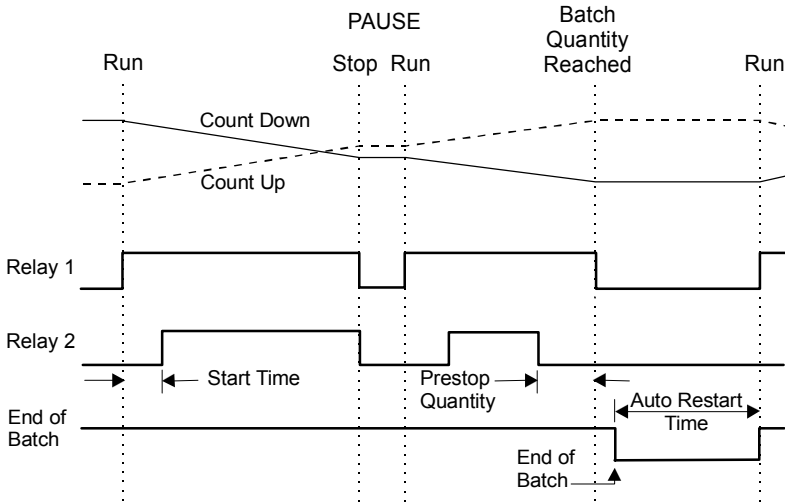 PAUSE
Batch
Quantity
Reached
Run
Stop
Run
Run
Count Down
Count Up
Relay 1
Relay 2
Start Time
Prestop
Quantity
End of
Batch
Auto Restart
Time
End of
Batch